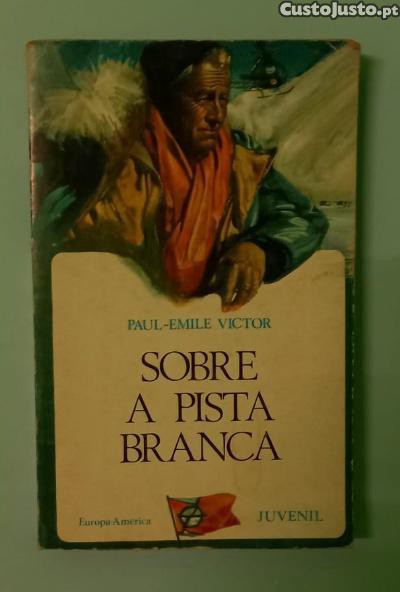 CustoJusto.pt
PAUL-EMILE VICTOR
SOBRE
A PISTA
BRANCA
Europa-América
JUVENIL